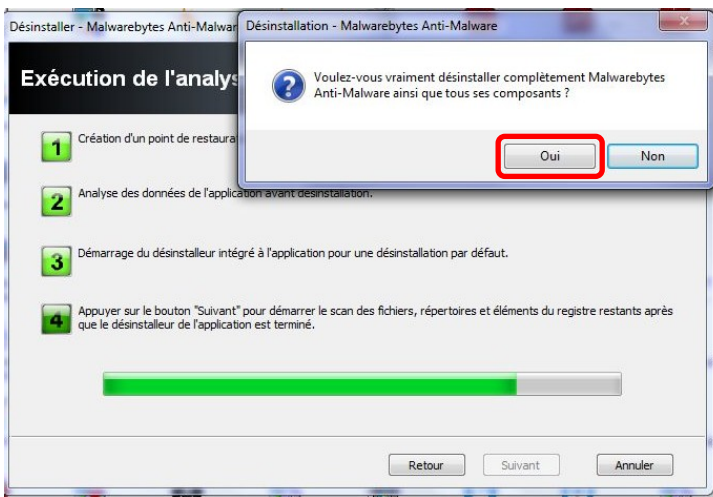 Désinstaller - Malwarebytes Anti-Malwar
Désinstallation - Malwarebytes Anti-Malware
Voulez-vous vraiment désinstaller complètement Malwarebytes
Anti-Malware ainsi que tous ses composants ?
Oui
Non
Exécution de l'analys
1
Création d'un point de restaura
2
Analyse des données de l'application avant désinstallation.
3
Démarrage du désinstalleur intégré à l'application pour une désinstallation par défaut.
4
Appuyer sur le bouton "Suivant" pour démarrer le scan des fichiers, répertoires et éléments du registre restants après
que le désinstalleur de l'application est terminé.
Retour
Suivant
Annuler